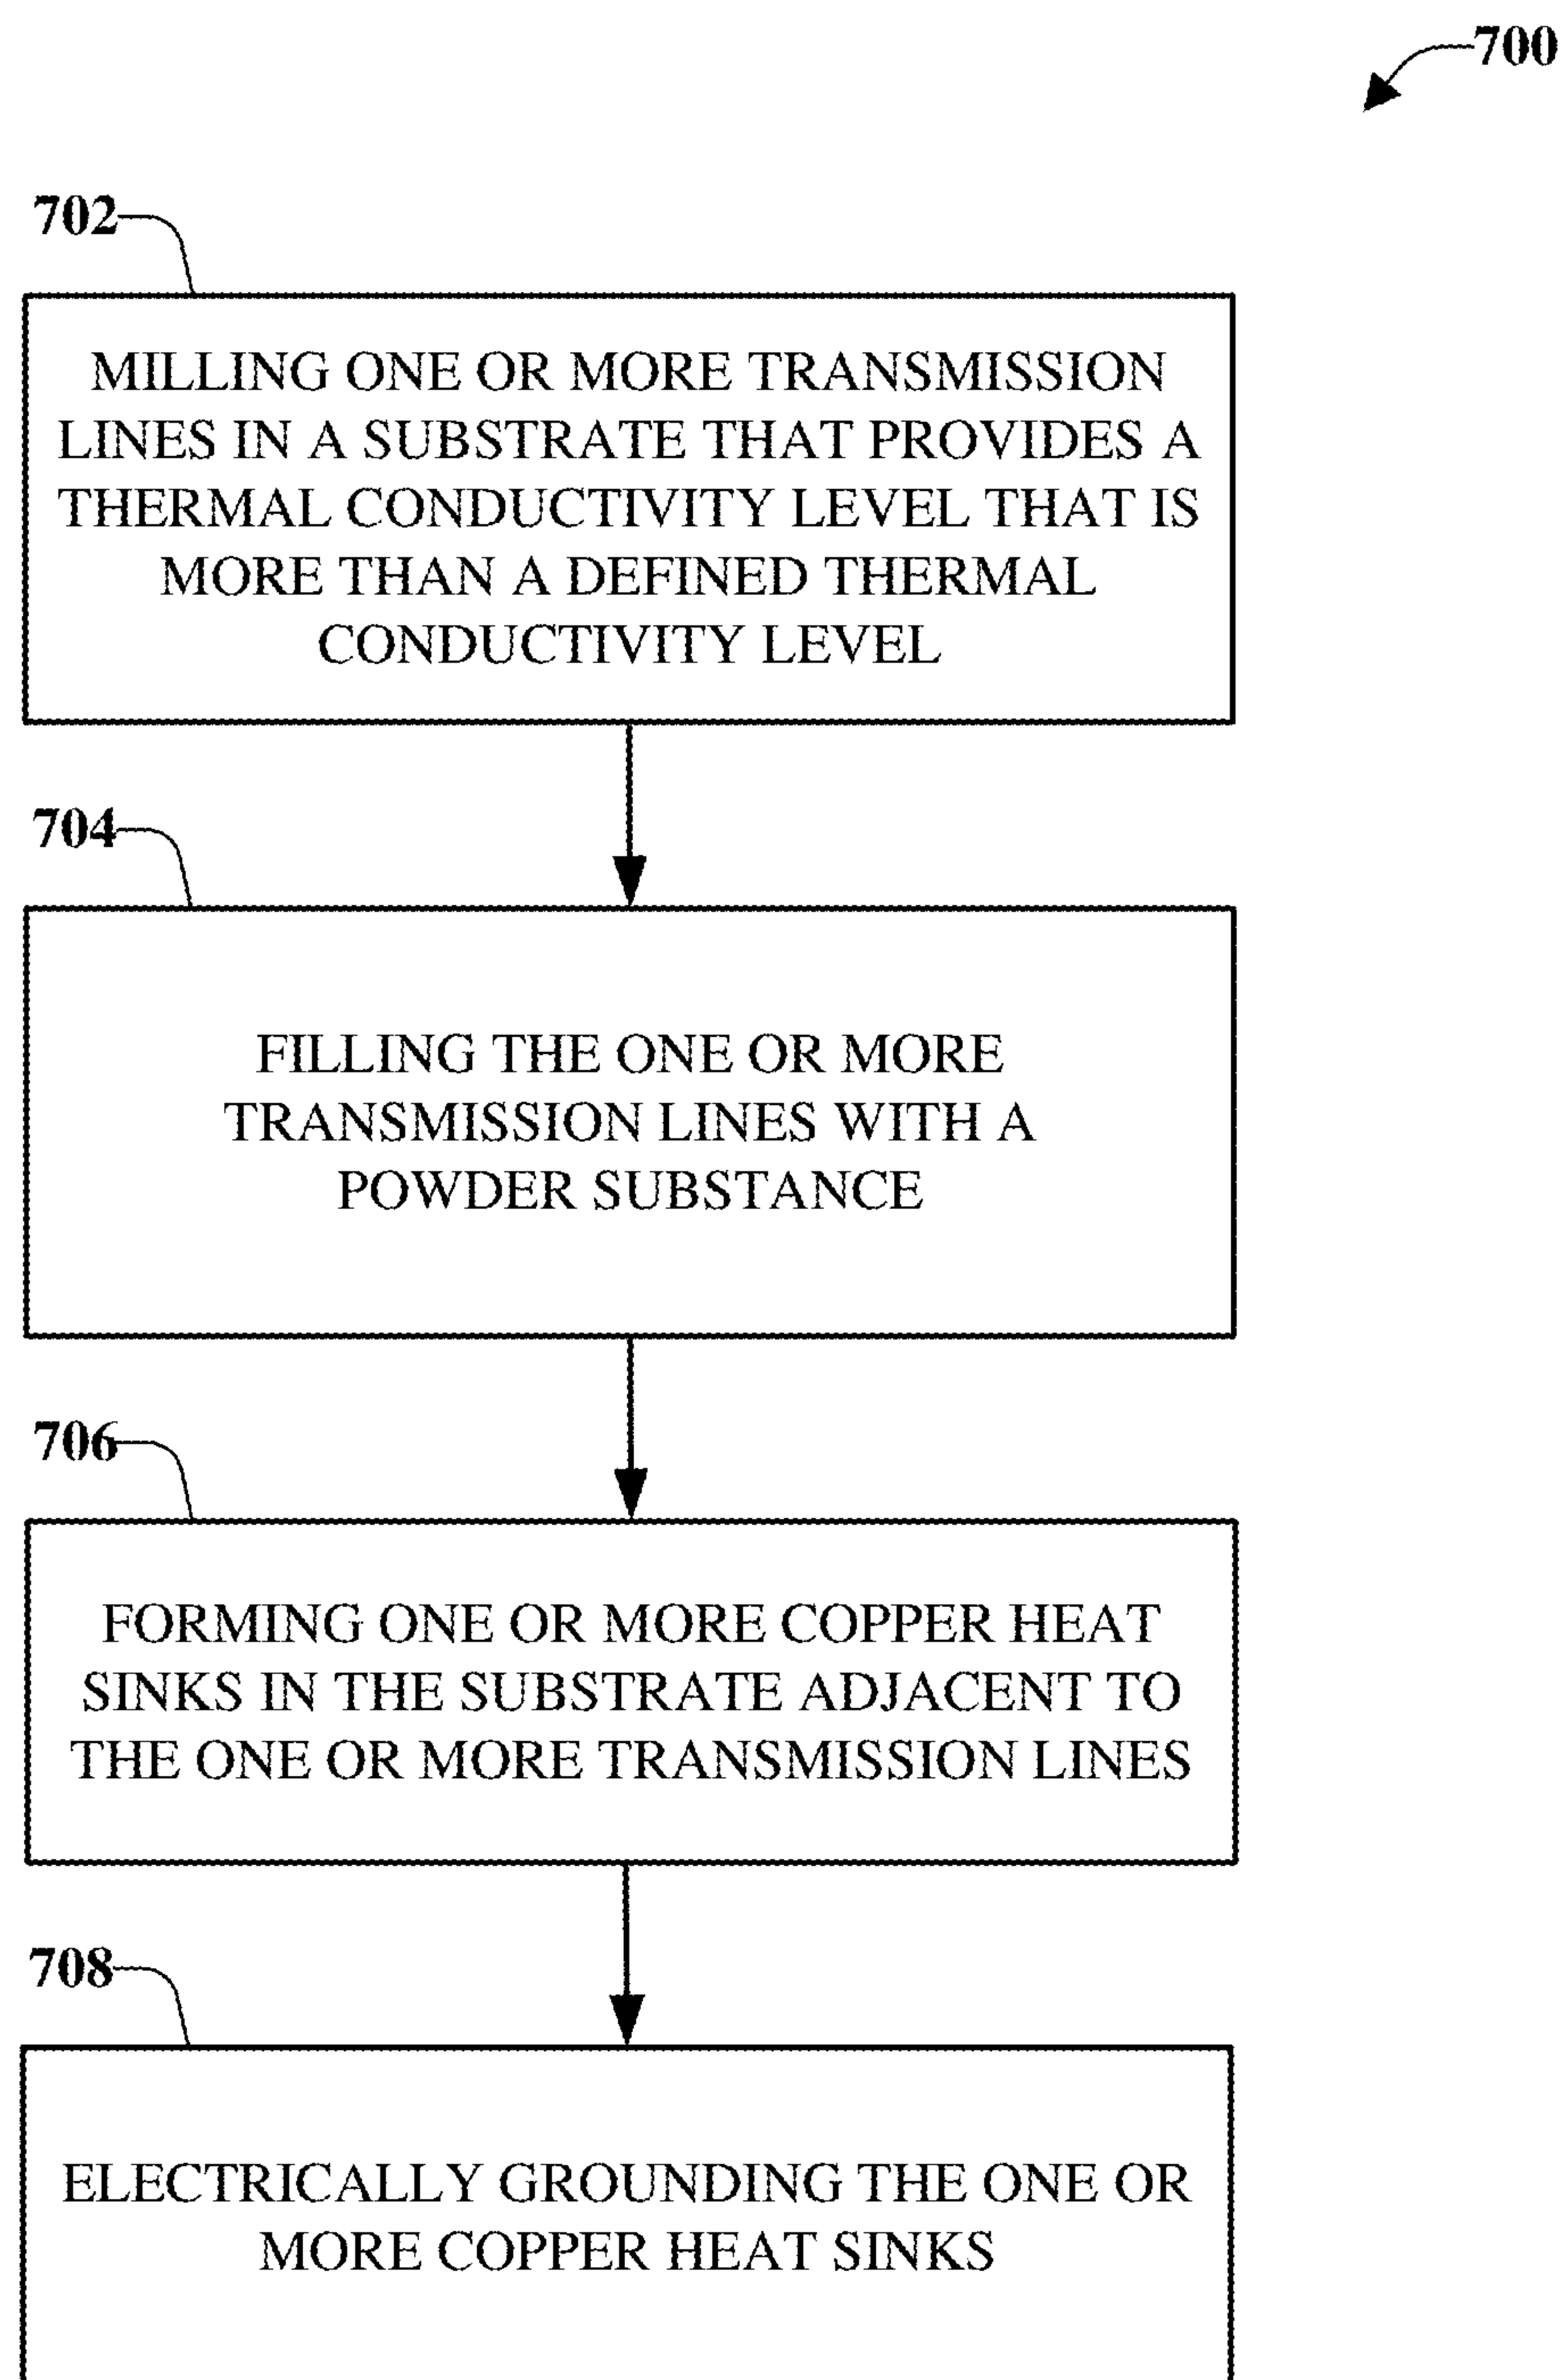 700
702
MILLING ONE OR MORE TRANSMISSION
LINES IN A SUBSTRATE THAT PROVIDES A
THERMAL CONDUCTIVITY LEVEL THAT IS
MORE THAN A DEFINED THERMAL
CONDUCTIVITY LEVEL
704
FILLING THE ONE OR MORE
TRANSMISSION LINES WITH A
POWDER SUBSTANCE
706
FORMING ONE OR MORE COPPER HEAT
SINKS IN THE SUBSTRATE ADJACENT TO
THE ONE OR MORE TRANSMISSION LINES
708
ELECTRICALLY GROUNDING THE ONE OR
MORE COPPER HEAT SINKS